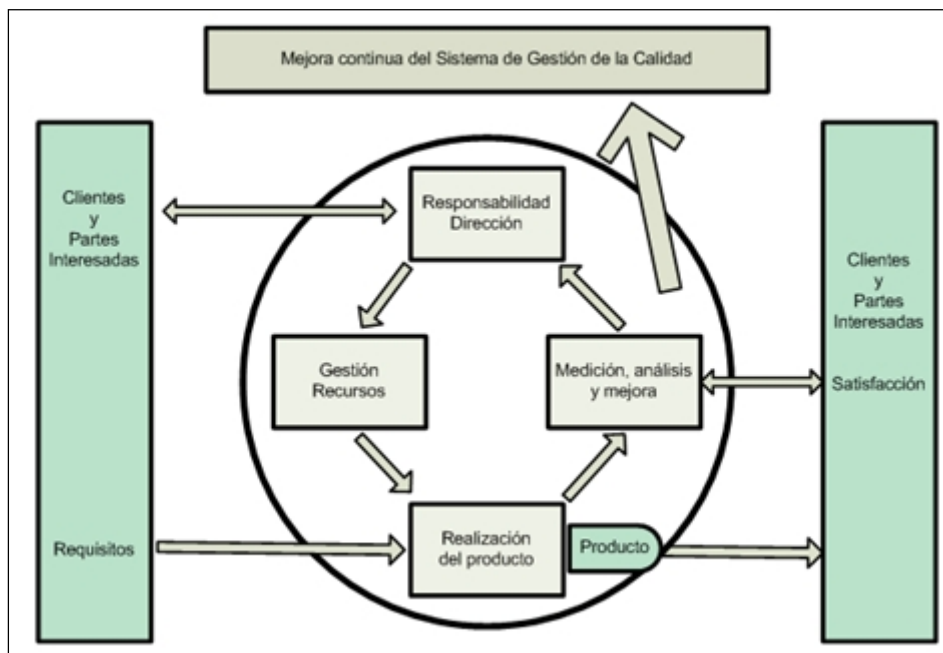 Mejora continua del Sistema de Gestión de la Calidad
Clientes
y
Partes
Interesadas
Requisitos
Responsabilidad
Dirección
Gestión
Recursos
Medición, análisis
y mejora
Realización
del producto
Producto
Clientes
y
Partes
Interesadas
Satisfacción